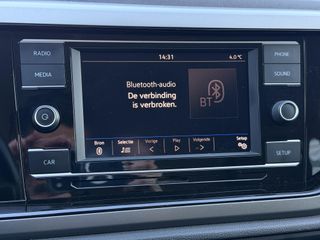 RADIO
MEDIA
CAR
PHONE
SOUND
SETUP
14:31
4.0°C
Bluetooth-audio
De verbinding
is verbroken.
BT
Bron Selectie Vorige Play Volgende Setup